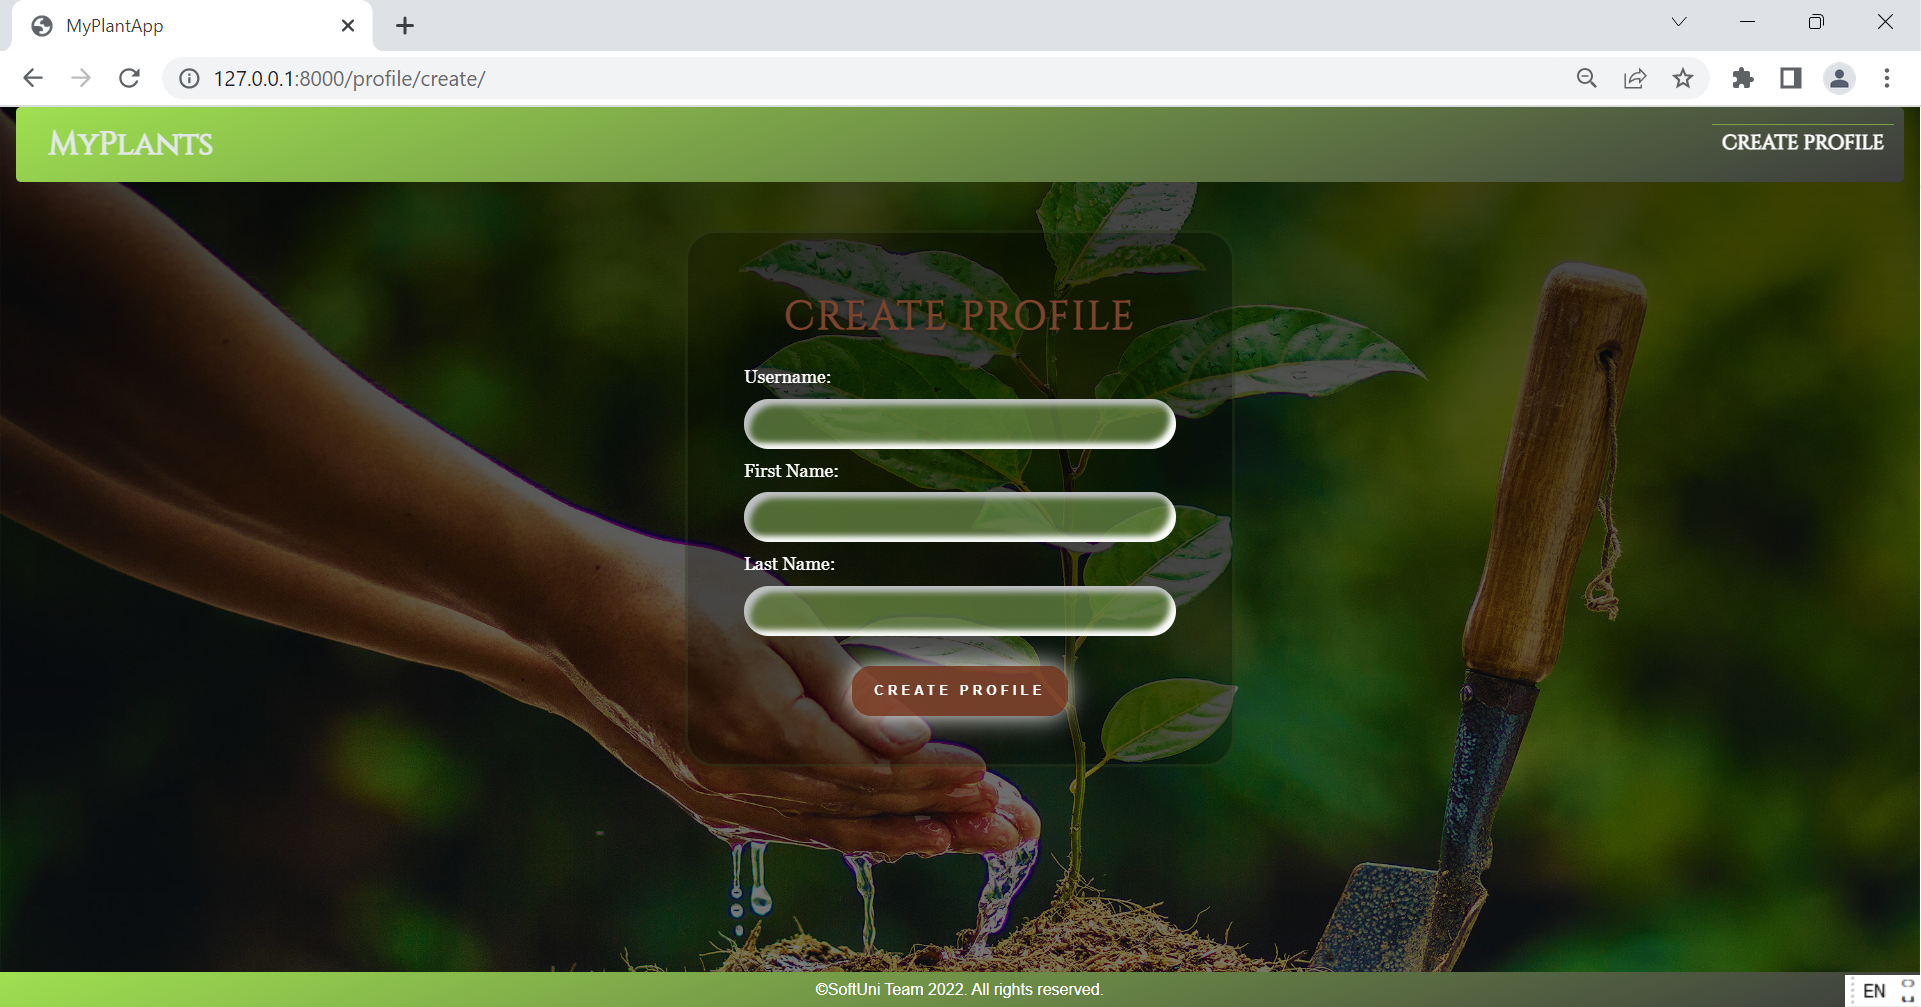 MyPlantApp
127.0.0.1:8000/profile/create/
MyPlants
CREATE PROFILE
CREATE PROFILE
Username:
First Name:
Last Name:
CREATE PROFILE
©SoftUni Team 2022. All rights reserved.
EN